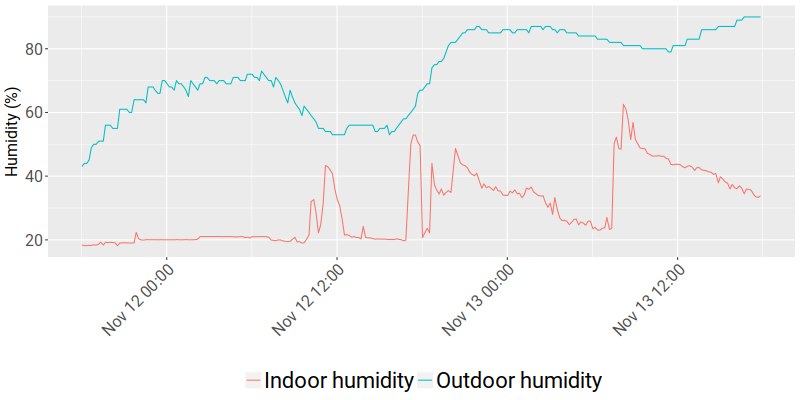 Humidity (%)
80
60
40
20
Nov 12 00:00
Nov 12 12:00
Nov 13 00:00
Nov 13 12:00
Indoor humidity Outdoor humidity